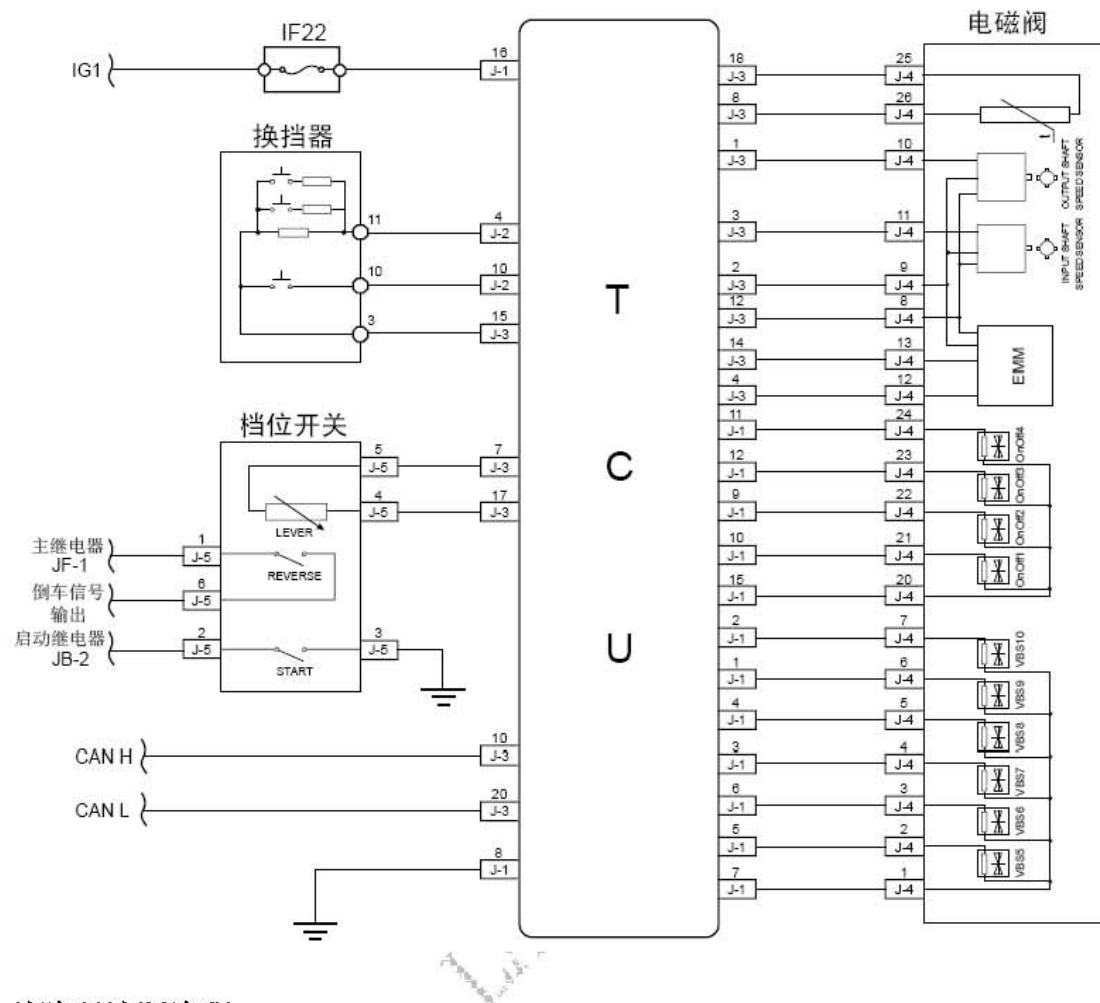 电磁阀
IF22
IG1
16
J-1
18
J-3
25
J-4
8
J-3
26
J-4
t
换挡器
1
J-3
10
J-4
OUTPUT SHAFT
SPEED SENSOR
11
4
J-2
3
J-3
11
J-4
INPUT SHAFT
SPEED SENSOR
10
10
J-2
2
J-3
9
J-4
3
15
J-3
12
J-3
8
J-4
T
14
J-3
13
J-4
EIMM
4
J-3
12
J-4
档位开关
11
J-1
24
J-4
OnOff4
5
J-5
7
J-3
12
J-1
23
J-4
OnOff3
4
J-5
17
J-3
C
9
J-1
22
J-4
OnOff2
LEVER
主继电器
JF-1
1
J-5
REVERSE
10
J-1
21
J-4
OnOff1
倒车信号
输出
6
J-5
15
J-1
20
J-4
启动继电器
JB-2
2
J-5
START
3
J-5
U
2
J-1
7
J-4
VBS10
1
J-1
6
J-4
VBS9
4
J-1
5
J-4
VBS8
CAN H
10
J-3
3
J-1
4
J-4
VBS7
CAN L
20
J-3
6
J-1
3
J-4
VBS6
8
J-1
5
J-1
2
J-4
VBS5
7
J-1
1
J-4